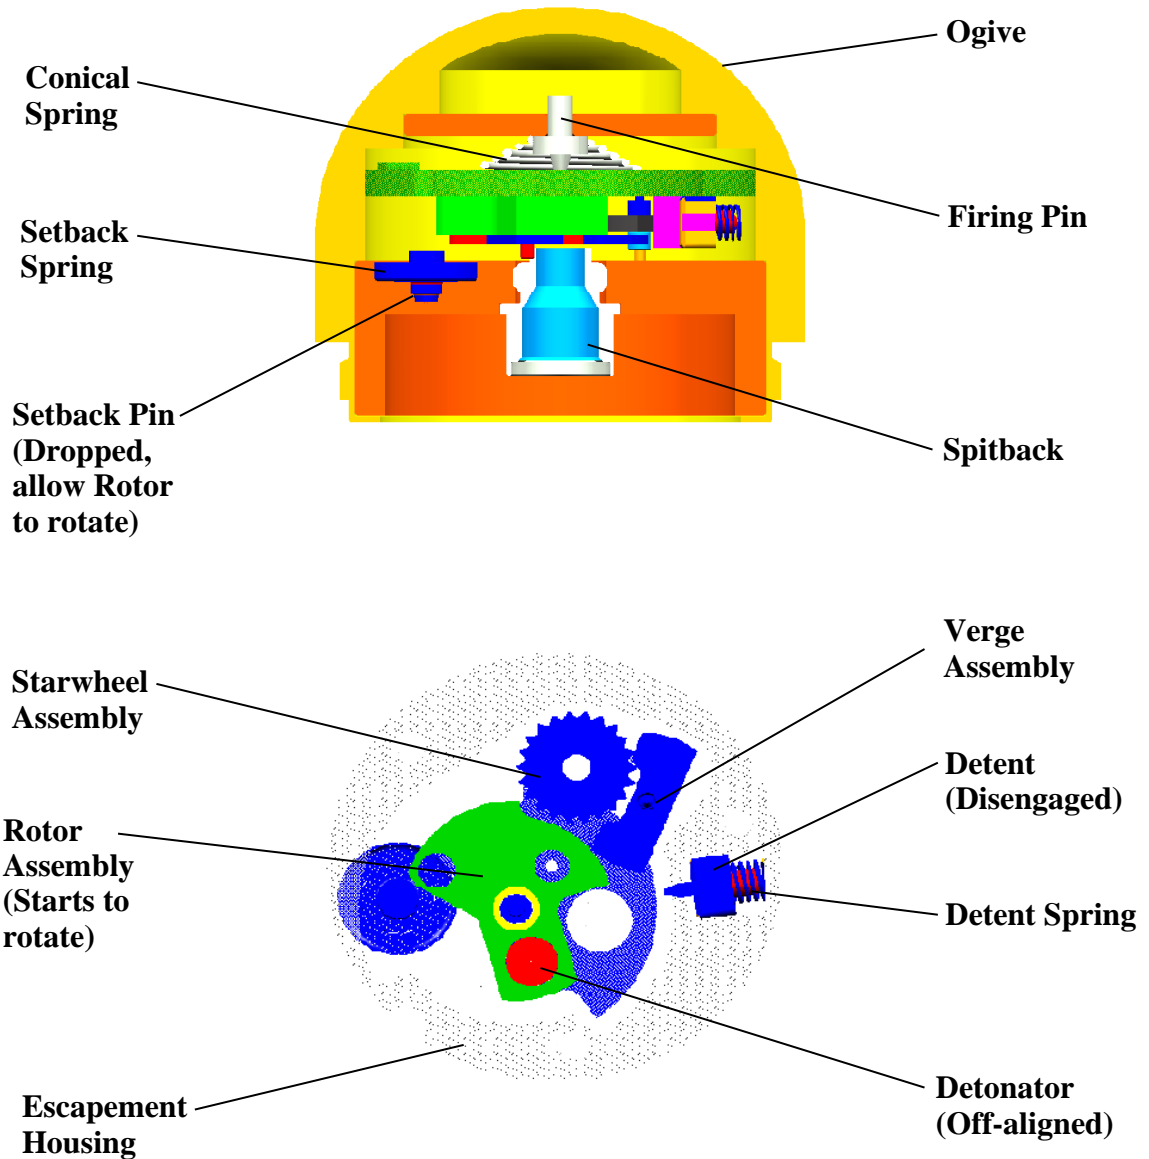 Ogive
Conical
Spring
Firing Pin
Setback
Spring
Setback Pin
(Dropped,
allow Rotor
to rotate)
Spitback
Verge
Assembly
Starwheel
Assembly
Detent
(Disengaged)
Rotor
Assembly
(Starts to
rotate)
Detent Spring
Detonator
(Off-aligned)
Escapement
Housing